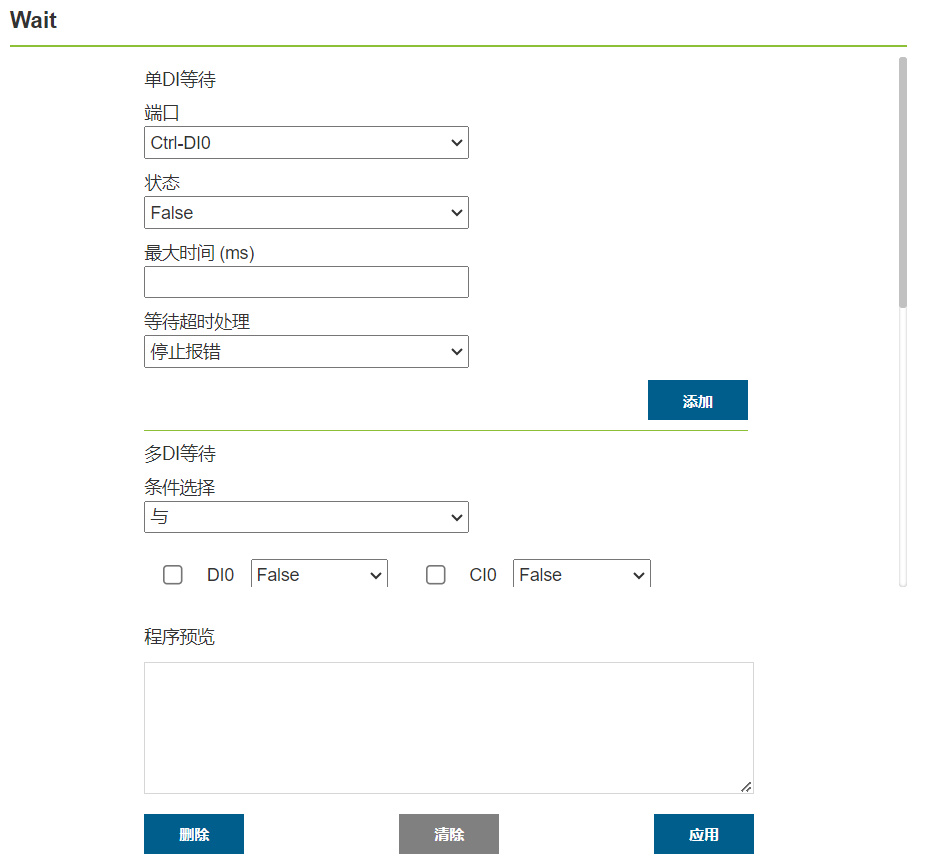 Wait
单DI等待
端口
Ctrl-DI0
状态
False
最大时间 (ms)
等待超时处理
停止报错
添加
多DI等待
条件选择
与
DI0 False CI0 False
程序预览
删除 清除 应用